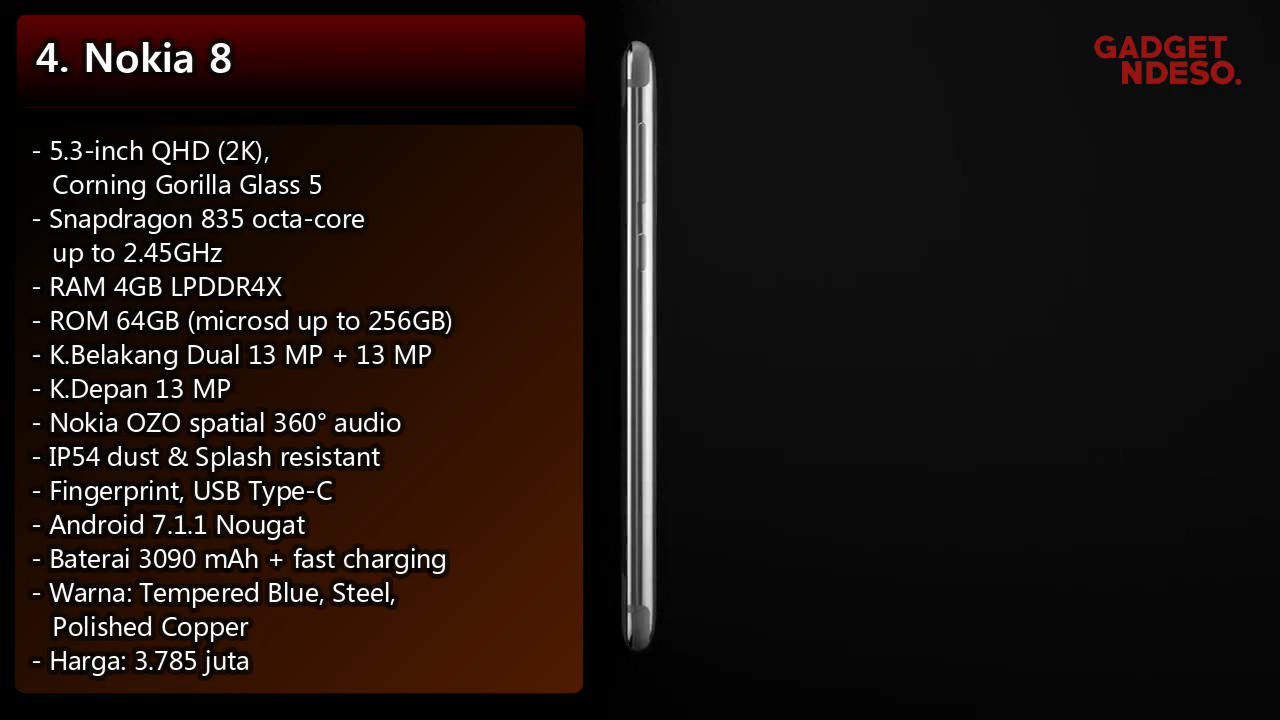 4. Nokia 8
GADGET
NDESO.
- 5.3-inch QHD (2K),
Corning Gorilla Glass 5
- Snapdragon 835 octa-core
up to 2.45GHz
- RAM 4GB LPDDR4X
- ROM 64GB (microsd up to 256GB)
- K.Belakang Dual 13 MP + 13 MP
- K.Depan 13 MP
- Nokia OZO spatial 360° audio
- IP54 dust & Splash resistant
- Fingerprint, USB Type-C
- Android 7.1.1 Nougat
- Baterai 3090 mAh + fast charging
- Warna: Tempered Blue, Steel,
Polished Copper
- Harga: 3.785 juta